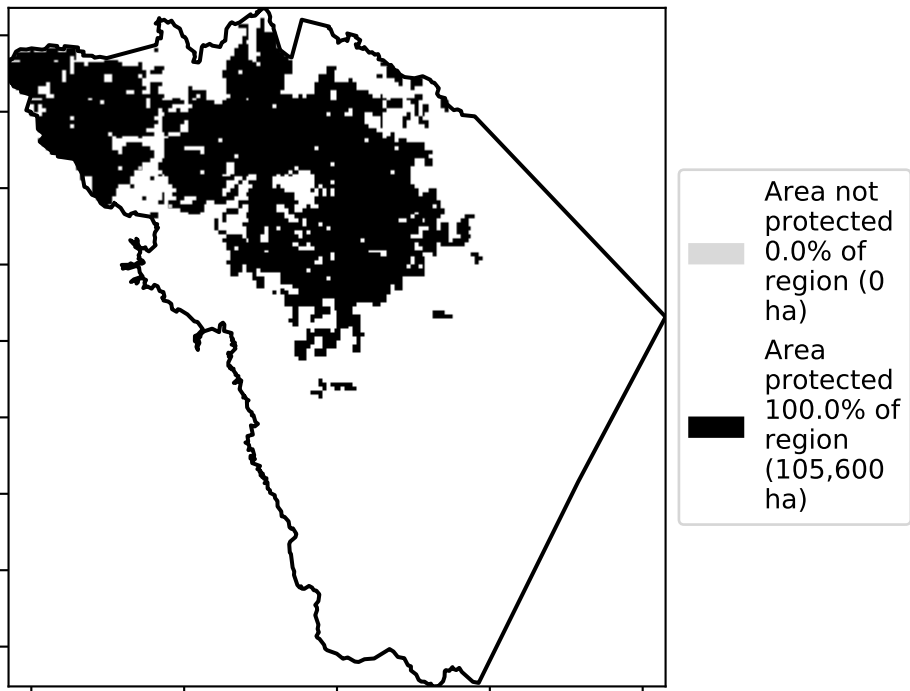 Area not
protected
0.0% of
region (0
ha)
Area
protected
100.0% of
region
(105,600
ha)